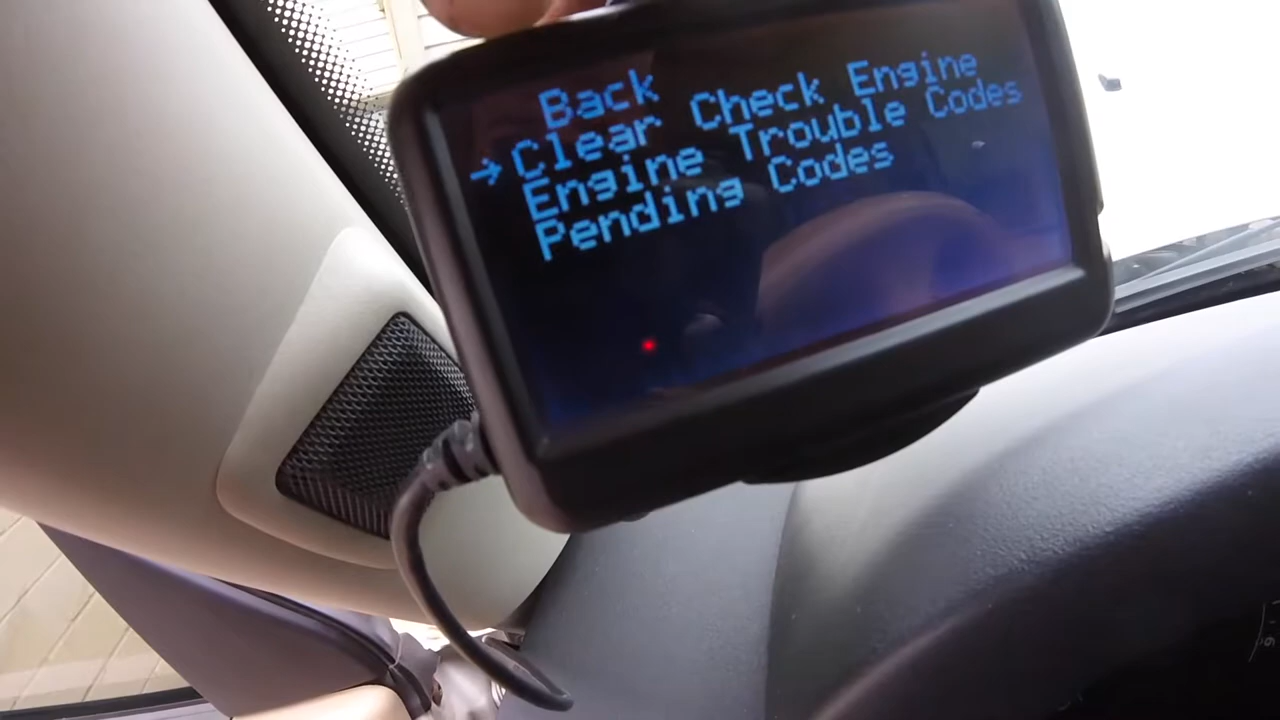 Back
→Clear Check Engine
Engine Trouble Codes
Pending Codes